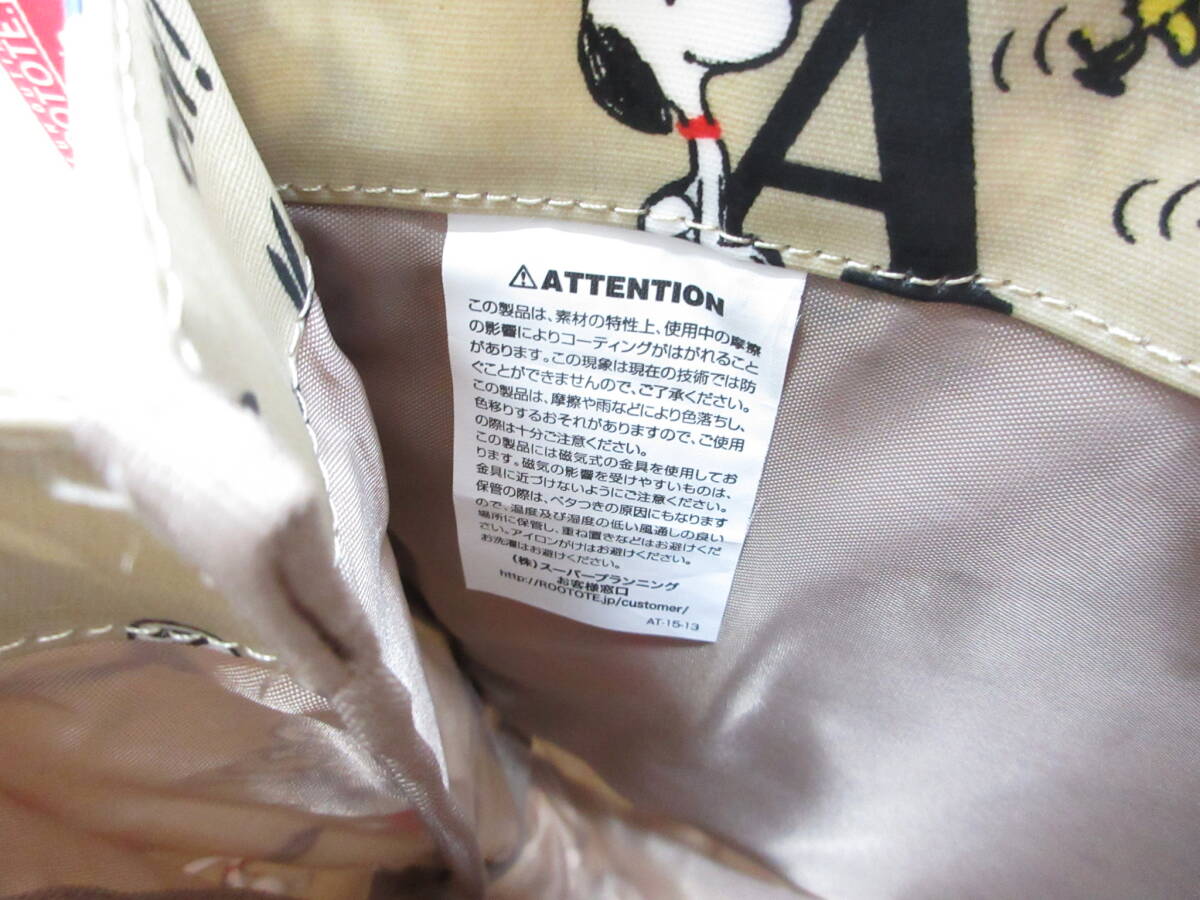 ROOTOTE.
⚠ATTENTION
この製品は、素材の特性上、使用中の摩擦
の影響によりコーティングがはがれること
があります。この現象は現在の技術では防
ぐことができませんので、ご了承ください。
この製品は、摩擦や雨などにより色落ちし、
色移りするおそれがありますので、ご使用
の際は十分ご注意ください。
この製品には磁気式の金具を使用してお
ります。磁気の影響を受けやすいものは、
金具に近づけないようにご注意ください。
保管の際は、ベタつきの原因にもなります
ので、温度及び湿度の低い風通しの良い
場所に保管し、重ね置きなどはお避けくだ
さい。アイロンがけはお避けください。
お洗濯はお避けください。
(株)スーパープランニング
お客様窓口
http://ROOTOTE.jp/customer/
AT-15-13
A